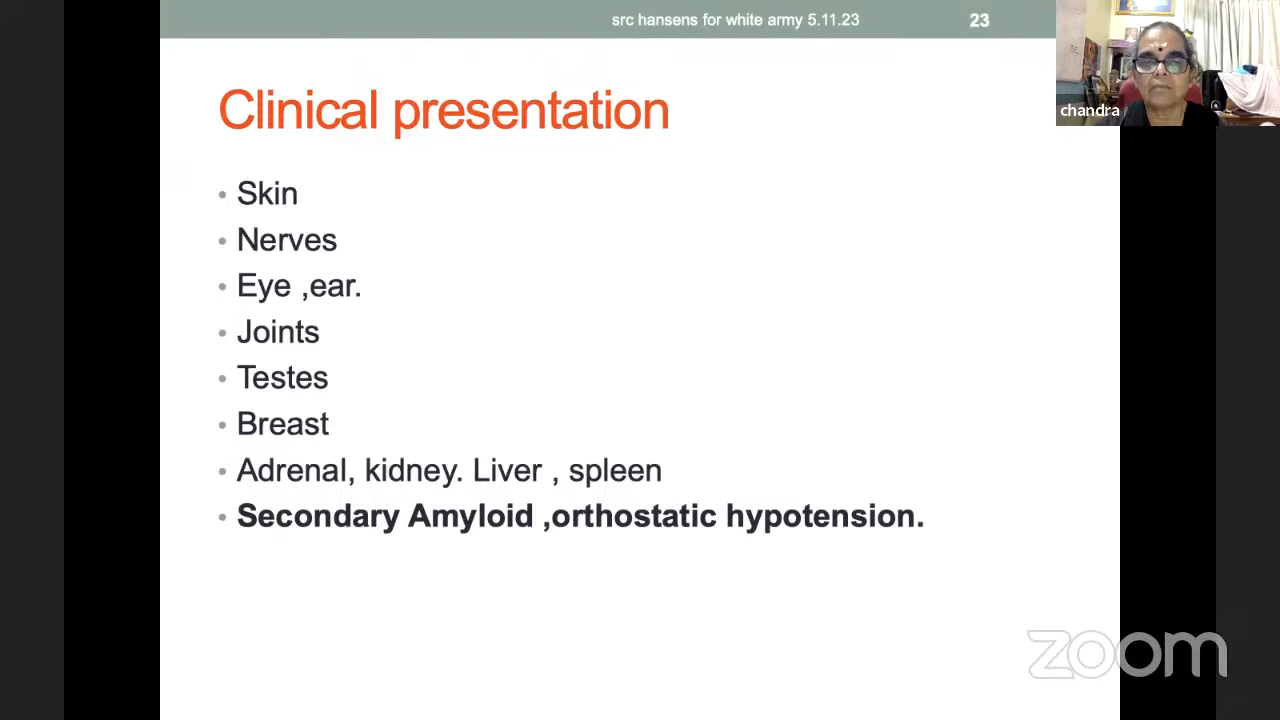 src hansens for white army 5.11.23
23
chandra
Clinical presentation
• Skin
• Nerves
• Eye ,ear.
• Joints
• Testes
• Breast
• Adrenal, kidney. Liver , spleen
• Secondary Amyloid ,orthostatic hypotension.
zoom